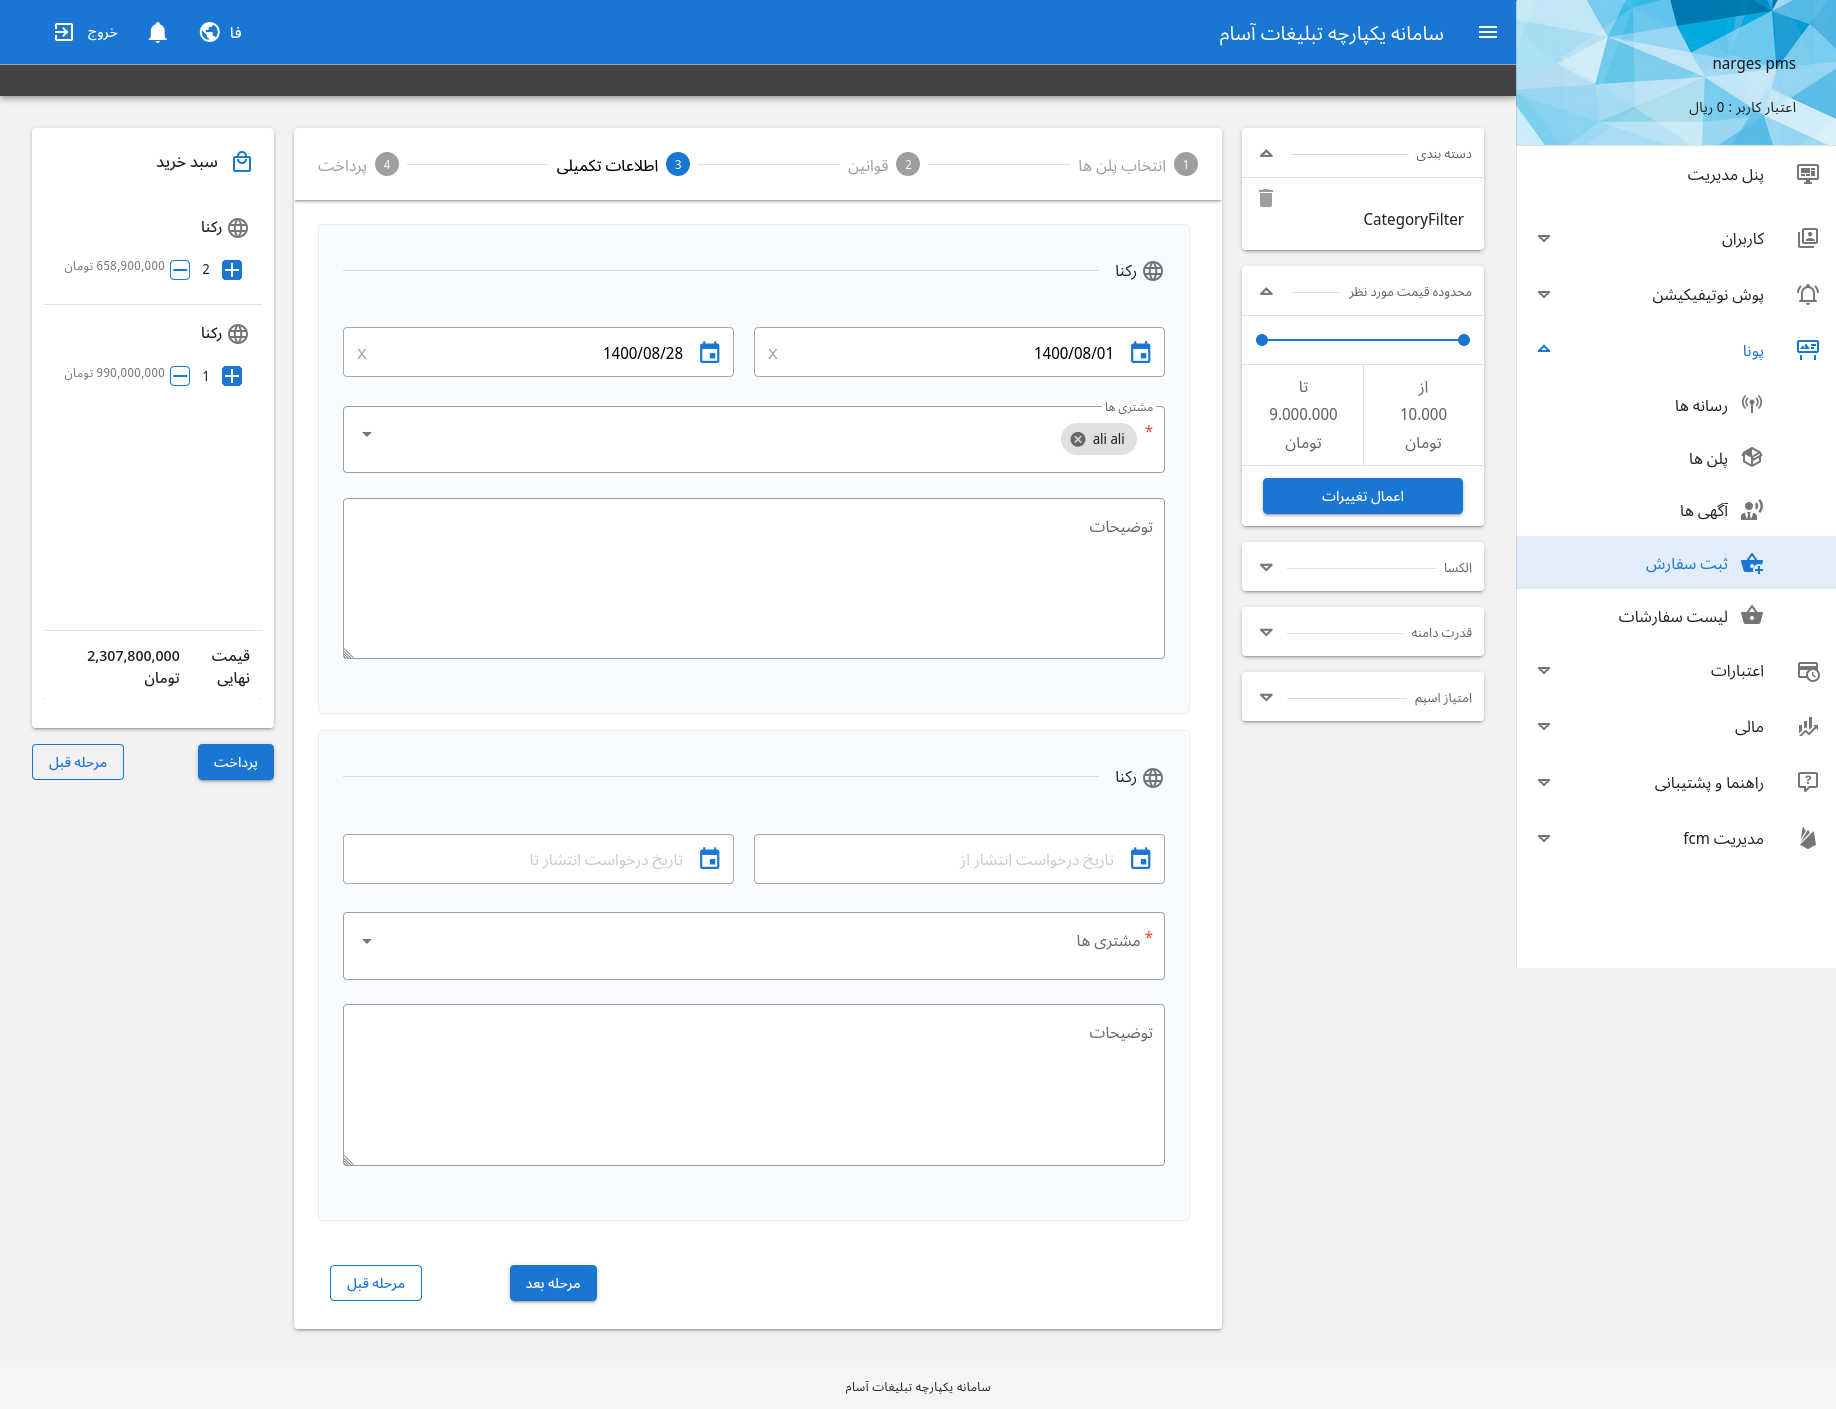 narges pms
اعتبار کاربر : 0 ریال
پنل مدیریت
کاربران
پوش نوتیفیکیشن
پونا
رسانه ها
پلن ها
آگهی ها
ثبت سفارش
لیست سفارشات
اعتبارات
مالی
راهنما و پشتیبانی
مدیریت fcm
سامانه یکپارچه تبلیغات آسام
فا
خروج
دسته بندی
CategoryFilter
محدوده قیمت مورد نظر
از
10.000
تومان
تا
9.000.000
تومان
اعمال تغییرات
الکسا
قدرت دامنه
امتیاز اسپم
1 انتخاب پلن ها
2 قوانین
3 اطلاعات تکمیلی
4 پرداخت
رکنا
1400/08/01 X
1400/08/28 X
مشتری ها
* ali ali
توضیحات
رکنا
تاریخ درخواست انتشار از
تاریخ درخواست انتشار تا
* مشتری ها
توضیحات
مرحله بعد
مرحله قبل
سبد خرید
رکنا
2 658,900,000 تومان
رکنا
1 990,000,000 تومان
قیمت نهایی
2,307,800,000 تومان
پرداخت
مرحله قبل
سامانه یکپارچه تبلیغات آسام